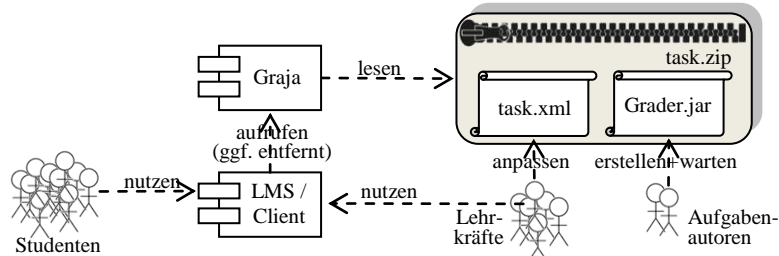 task.zip
Graja
lesen
task.xml
Grader.jar
aufrufen
(ggf. entfernt)
anpassen
erstellen+warten
nutzen
LMS /
Client
nutzen
Lehr-
kräfte
Aufgaben-
autoren
Studenten